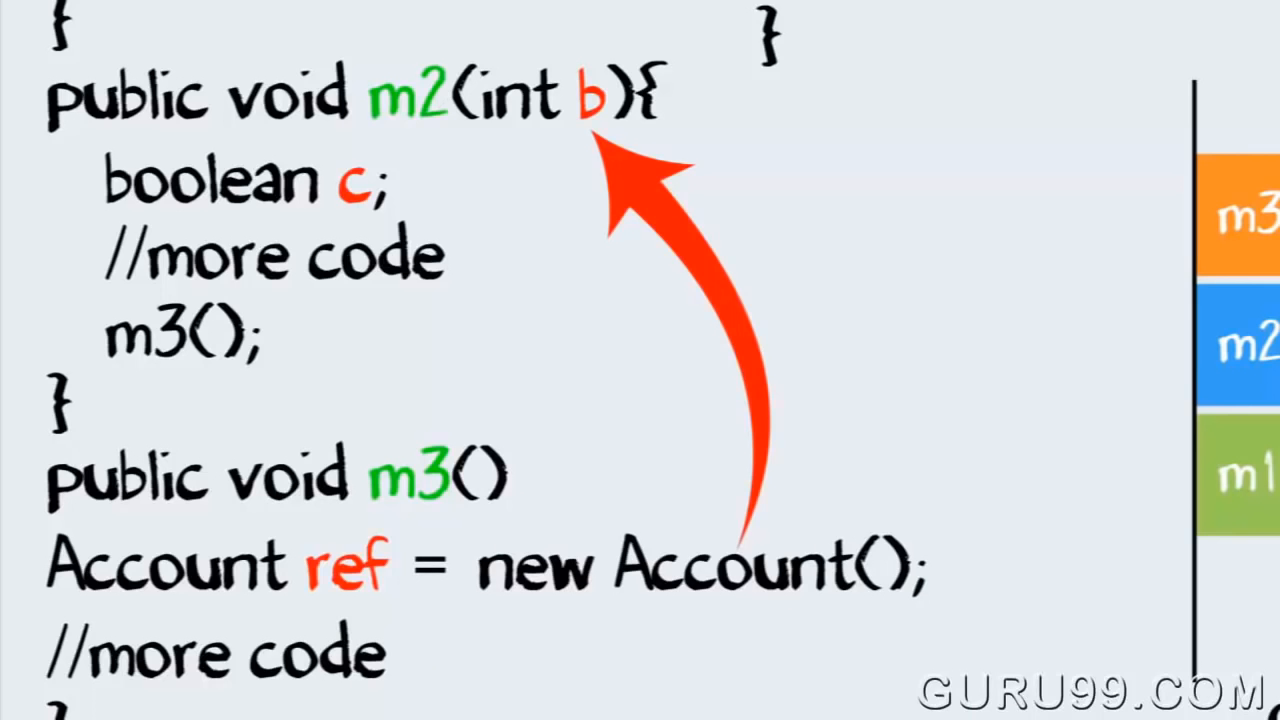 }
}
public void m2(int b){
boolean c;
//more code
m3();
}
public void m3()
Account ref = new Account();
//more code
}
m3
m2
m1
GURU99.COM